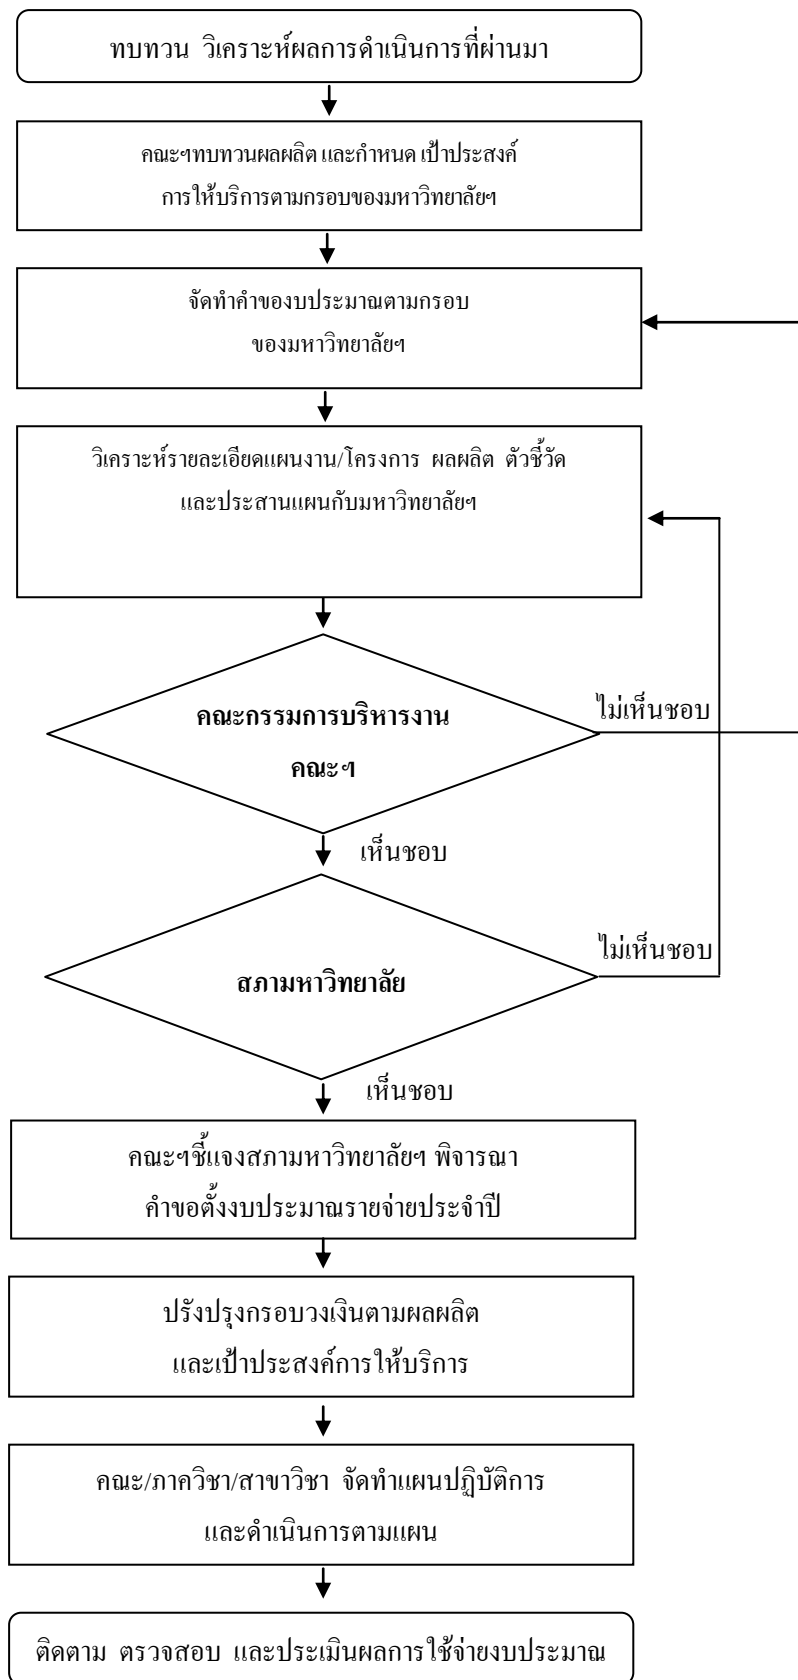 ทบทวน วิเคราะห์ผลการดำเนินการที่ผ่านมา
คณะฯทบทวนผลผลิต และกำหนด เป้าประสงค์
การให้บริการตามกรอบของมหาวิทยาลัยฯ
จัดทำคำของบประมาณตามกรอบ
ของมหาวิทยาลัยฯ
วิเคราะห์รายละเอียดแผนงาน/โครงการ ผลผลิต ตัวชี้วัด
และประสานแผนกับมหาวิทยาลัยฯ
ไม่เห็นชอบ
คณะกรรมการบริหารงาน
คณะฯ
เห็นชอบ
ไม่เห็นชอบ
สภามหาวิทยาลัย
เห็นชอบ
คณะฯชี้แจงสภามหาวิทยาลัยฯ พิจารณา
คำขอตั้งงบประมาณรายจ่ายประจำปี
ปรังปรุงกรอบวงเงินตามผลผลิต
และเป้าประสงค์การให้บริการ
คณะ/ภาควิชา/สาขาวิชา จัดทำแผนปฏิบัติการ
และดำเนินการตามแผน
ติดตาม ตรวจสอบ และประเมินผลการใช้จ่ายงบประมาณ